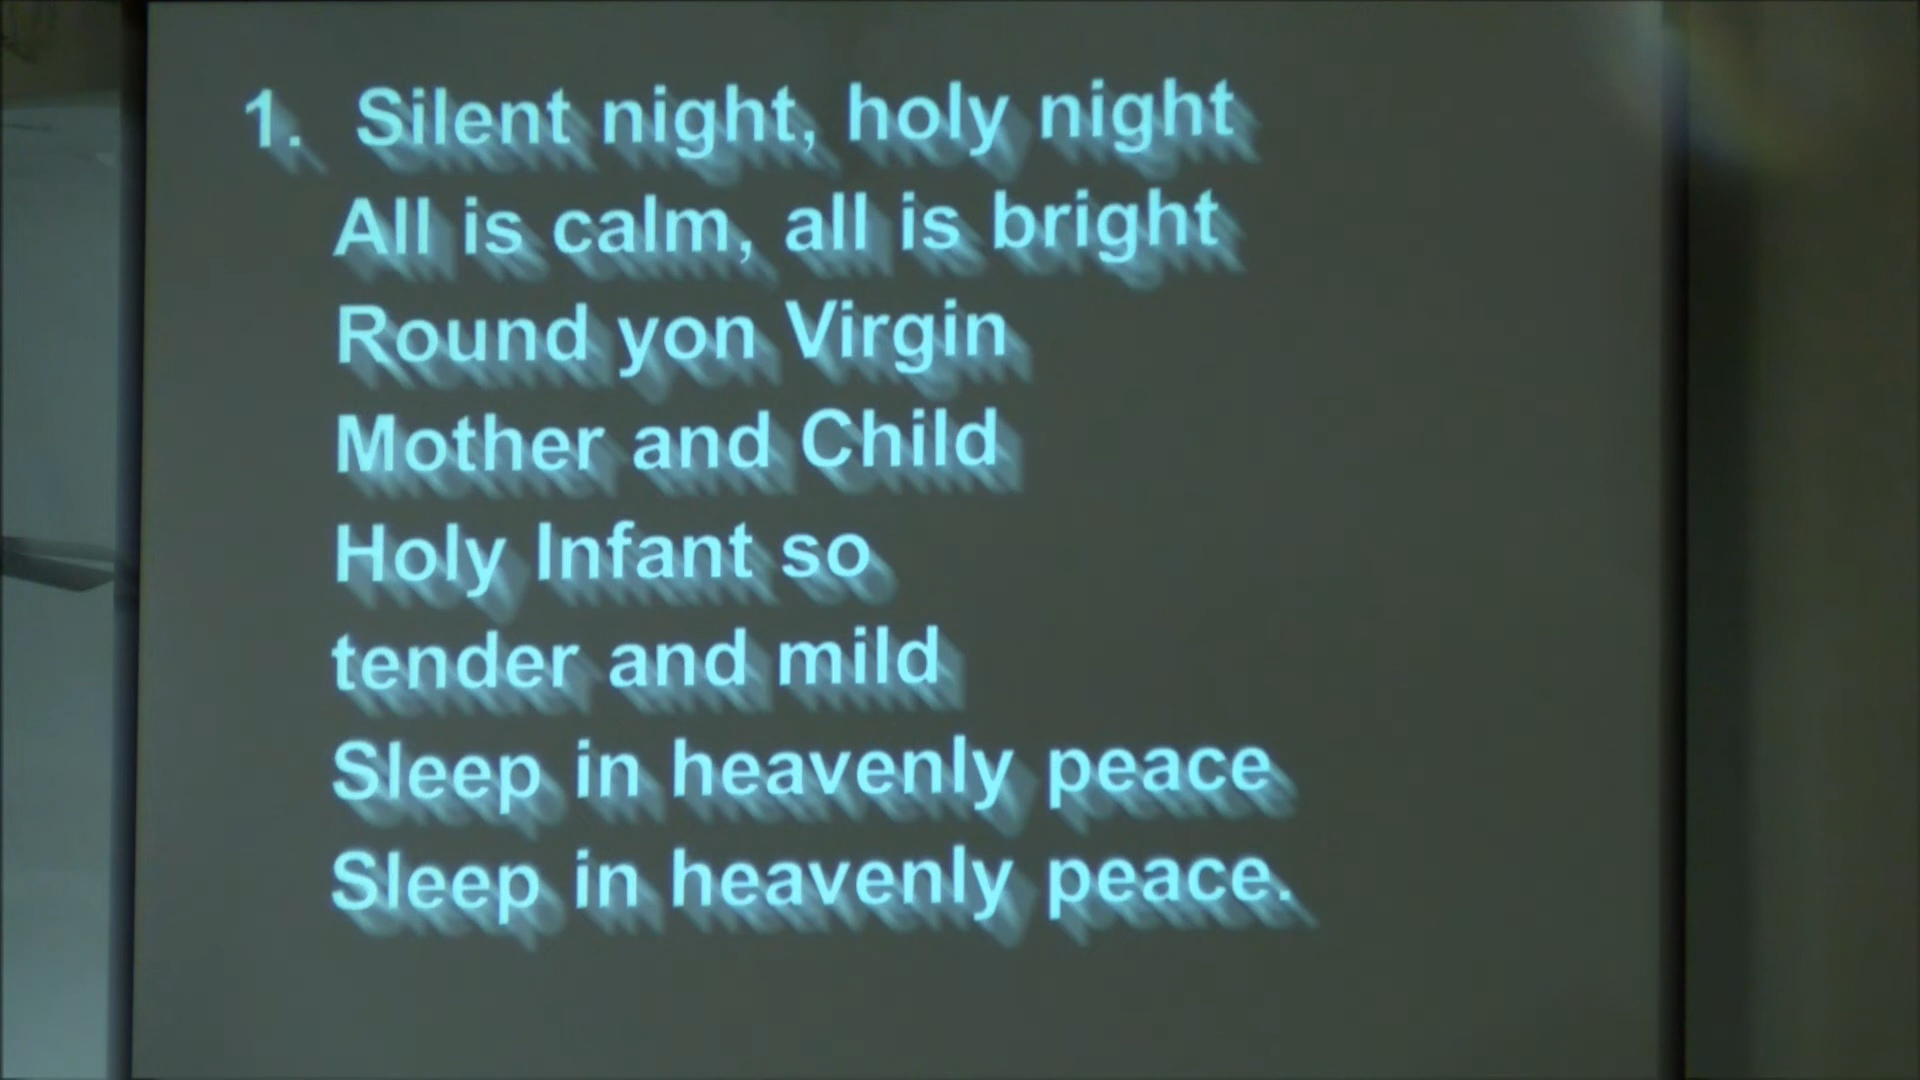 1. Silent night, holy night
All is calm, all is bright
Round yon Virgin
Mother and Child
Holy Infant so
tender and mild
Sleep in heavenly peace
Sleep in heavenly peace.